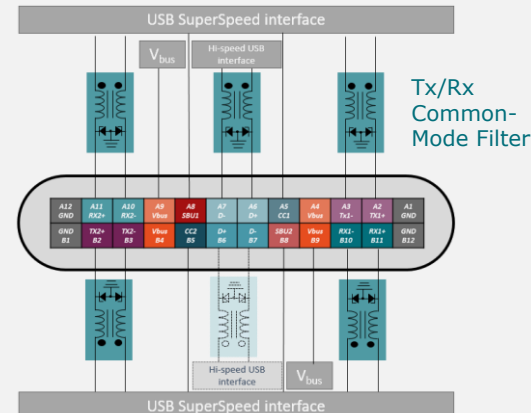 USB SuperSpeed interface
Vbus
Hi-speed USB
interface
Tx/Rx
Common-
Mode Filter
A12 A11 A10 A9 A8 A7 A6 A5 A4 A3 A2 A1
GND RX2+ RX2- Vbus SBU1 D- D+ CC1 Vbus Tx1- TX1+ GND
GND TX2+ TX2- Vbus CC2 D+ D- SBU2 Vbus RX1- RX1+ GND
B1 B2 B3 B4 B5 B6 B7 B8 B9 B10 B11 B12
Hi-speed USB
interface
Vbus
USB SuperSpeed interface